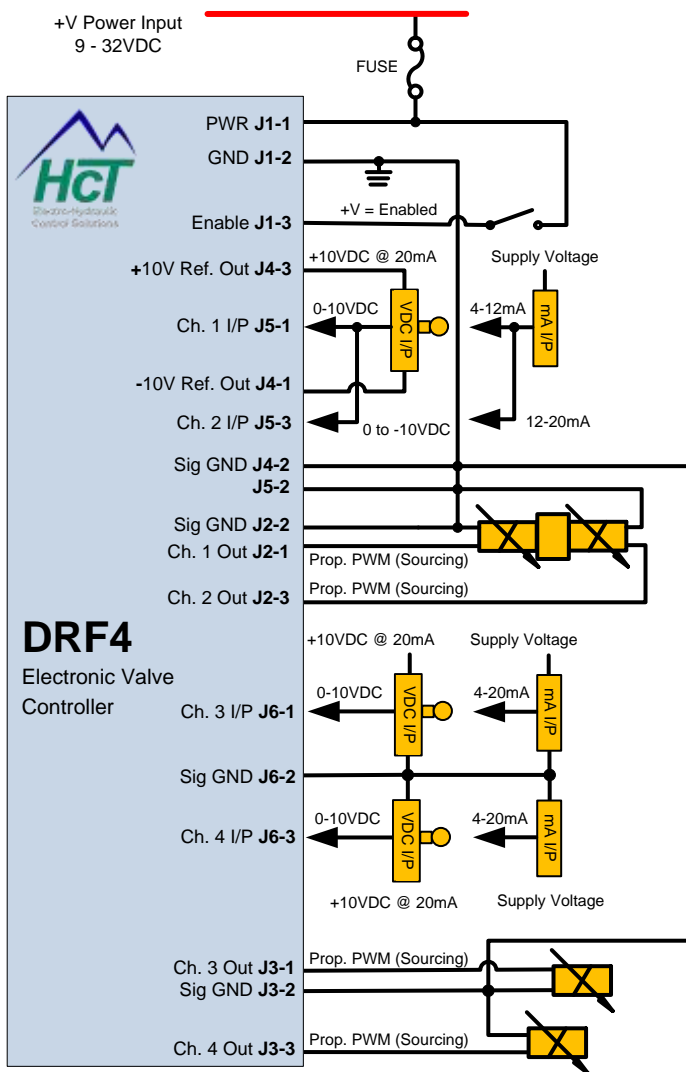 +V Power Input
9 - 32VDC
FUSE
HcT
Electro-Hydraulic
Control Solutions
PWR J1-1
GND J1-2
Enable J1-3
+V = Enabled
+10V Ref. Out J4-3
+10VDC @ 20mA
Supply Voltage
Ch. 1 I/P J5-1
0-10VDC
VDC I/P
4-12mA
mA I/P
-10V Ref. Out J4-1
Ch. 2 I/P J5-3
0 to -10VDC
12-20mA
Sig GND J4-2
J5-2
Sig GND J2-2
Ch. 1 Out J2-1
Prop. PWM (Sourcing)
Ch. 2 Out J2-3
Prop. PWM (Sourcing)
DRF4
Electronic Valve
Controller
+10VDC @ 20mA
Supply Voltage
Ch. 3 I/P J6-1
0-10VDC
VDC I/P
4-20mA
mA I/P
Sig GND J6-2
Ch. 4 I/P J6-3
0-10VDC
VDC I/P
4-20mA
mA I/P
+10VDC @ 20mA
Supply Voltage
Ch. 3 Out J3-1
Prop. PWM (Sourcing)
Sig GND J3-2
Ch. 4 Out J3-3
Prop. PWM (Sourcing)